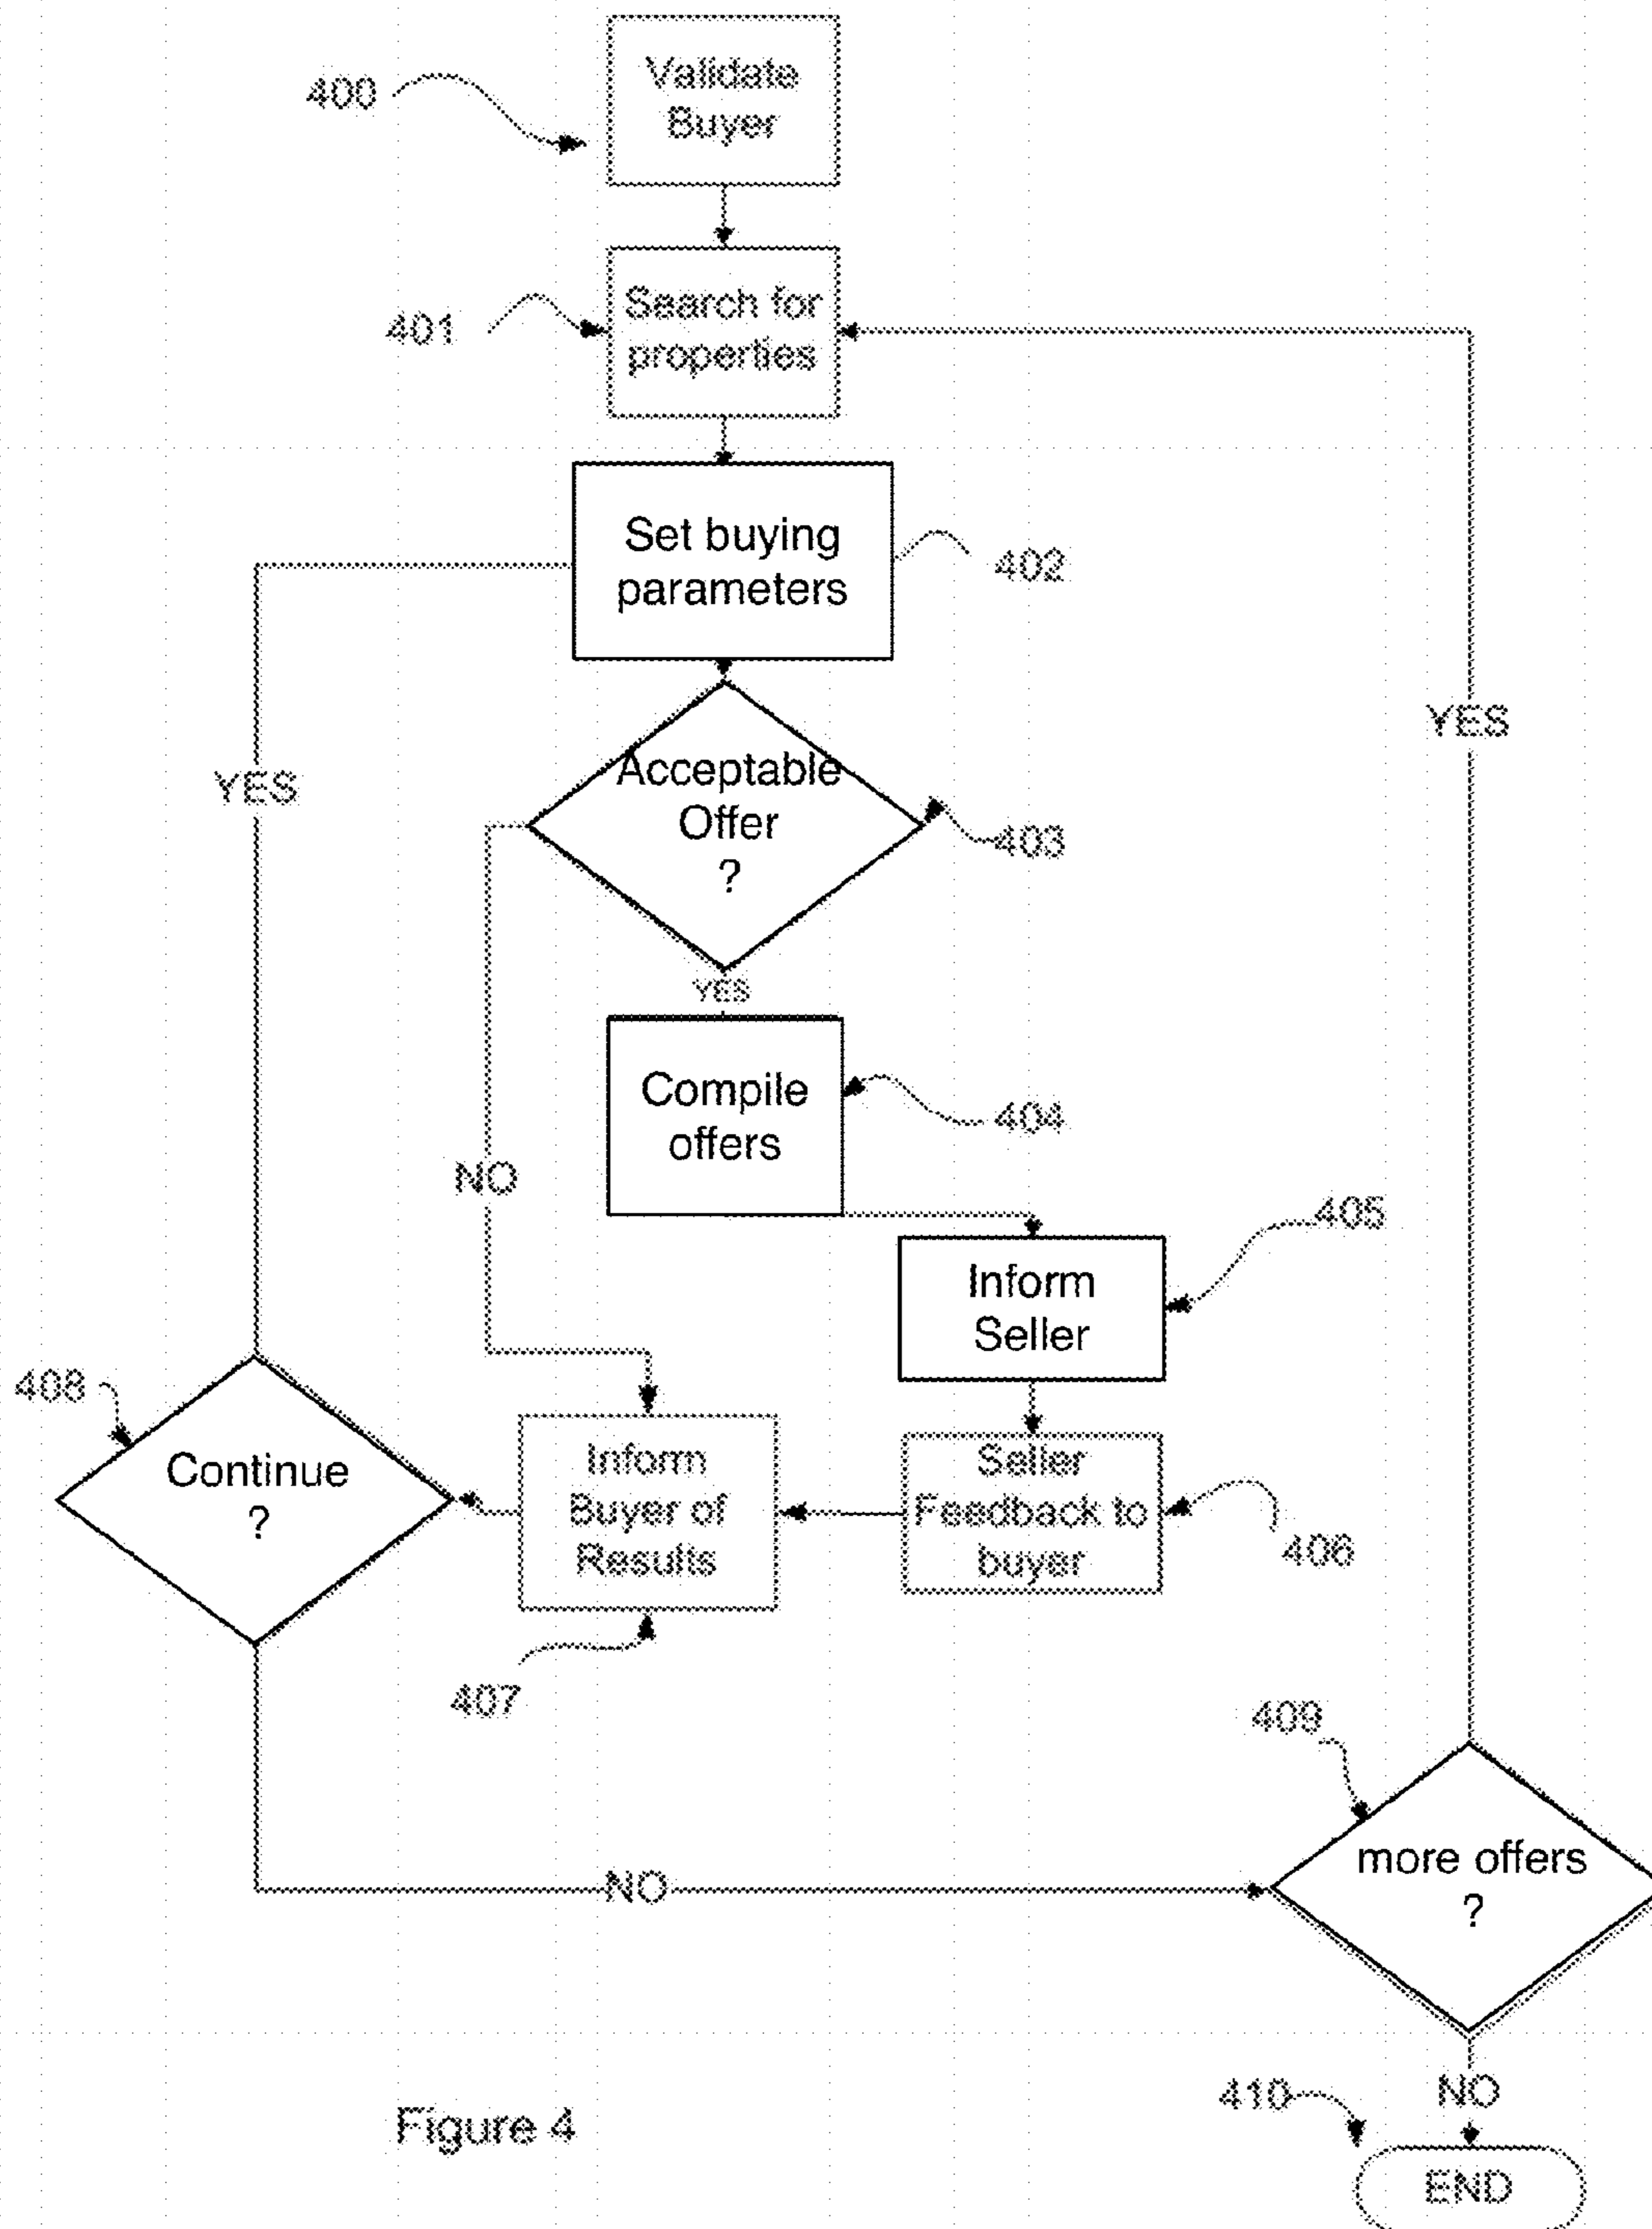 400
Validate
Buyer
401
Search for
properties
Set buying
parameters
402
YES
YES
Acceptable
Offer
?
403
YES
Compile
offers
404
NO
405
Inform
Seller
408
Continue
?
Inform
Buyer of
Results
Seller
Feedback to
buyer
406
407
409
more offers
?
NO
410
NO
Figure 4
END